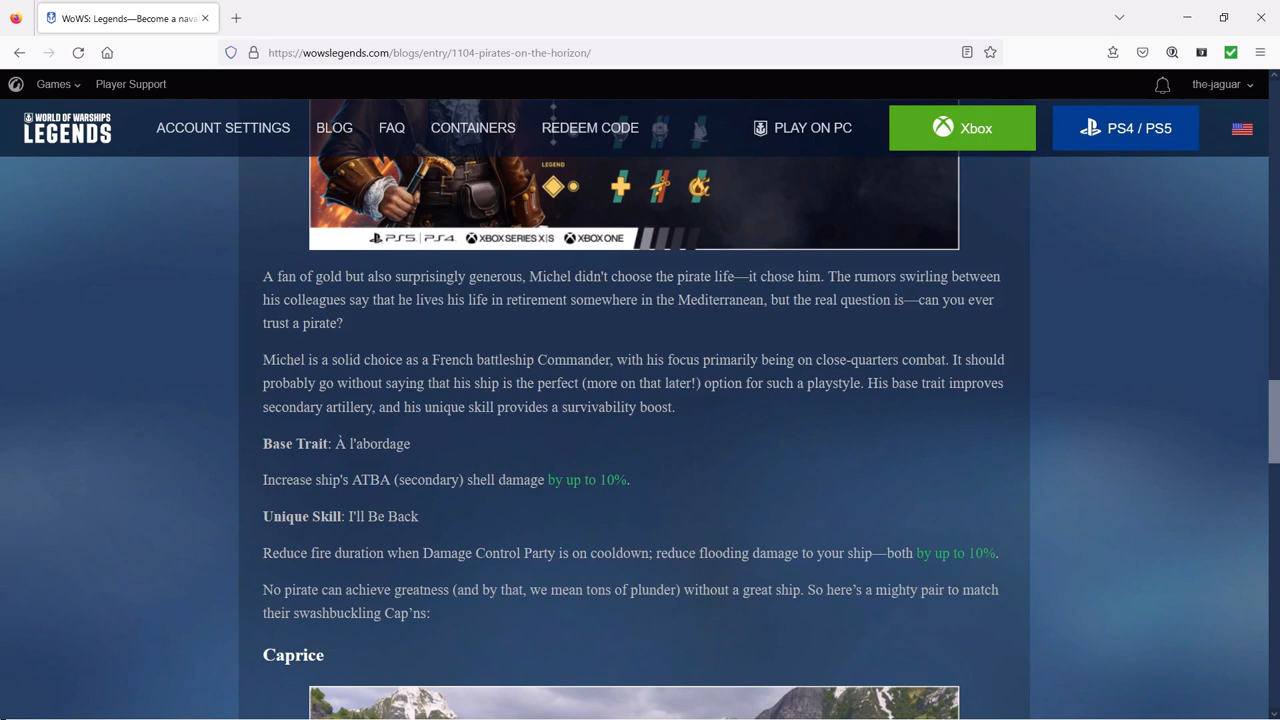 WoWS: Legends—Become a nava
https://wowslegends.com/blogs/entry/1104-pirates-on-the-horizon/
Games
Player Support
the-jaguar
WORLD OF WARSHIPS
LEGENDS
ACCOUNT SETTINGS
BLOG
FAQ
CONTAINERS
REDEEM CODE
PLAY ON PC
Xbox
PS4 / PS5
LEGEND
PS5 | PS4 XBOX SERIES X|S XBOX ONE
A fan of gold but also surprisingly generous, Michel didn't choose the pirate life—it chose him. The rumors swirling between
his colleagues say that he lives his life in retirement somewhere in the Mediterranean, but the real question is—can you ever
trust a pirate?
Michel is a solid choice as a French battleship Commander, with his focus primarily being on close-quarters combat. It should
probably go without saying that his ship is the perfect (more on that later!) option for such a playstyle. His base trait improves
secondary artillery, and his unique skill provides a survivability boost.
Base Trait: À l'abordage
Increase ship's ATBA (secondary) shell damage by up to 10%.
Unique Skill: I'll Be Back
Reduce fire duration when Damage Control Party is on cooldown; reduce flooding damage to your ship—both by up to 10%.
No pirate can achieve greatness (and by that, we mean tons of plunder) without a great ship. So here’s a mighty pair to match
their swashbuckling Cap’ns:
Caprice